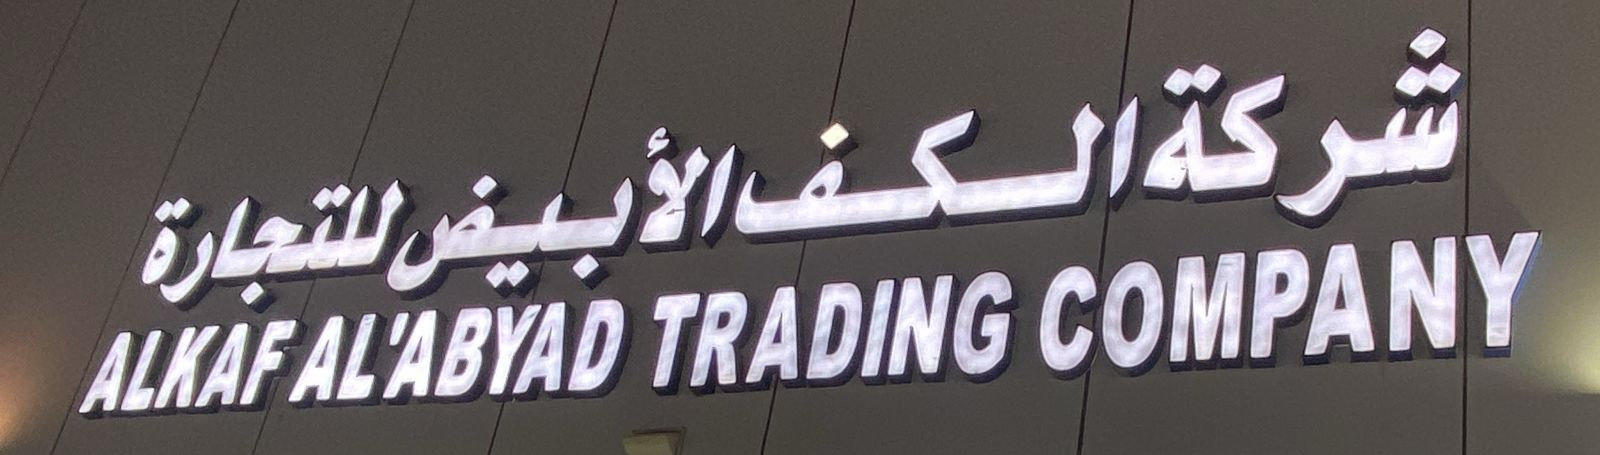 شركة الكف الأبيض للتجارة
ALKAF AL'ABYAD TRADING COMPANY